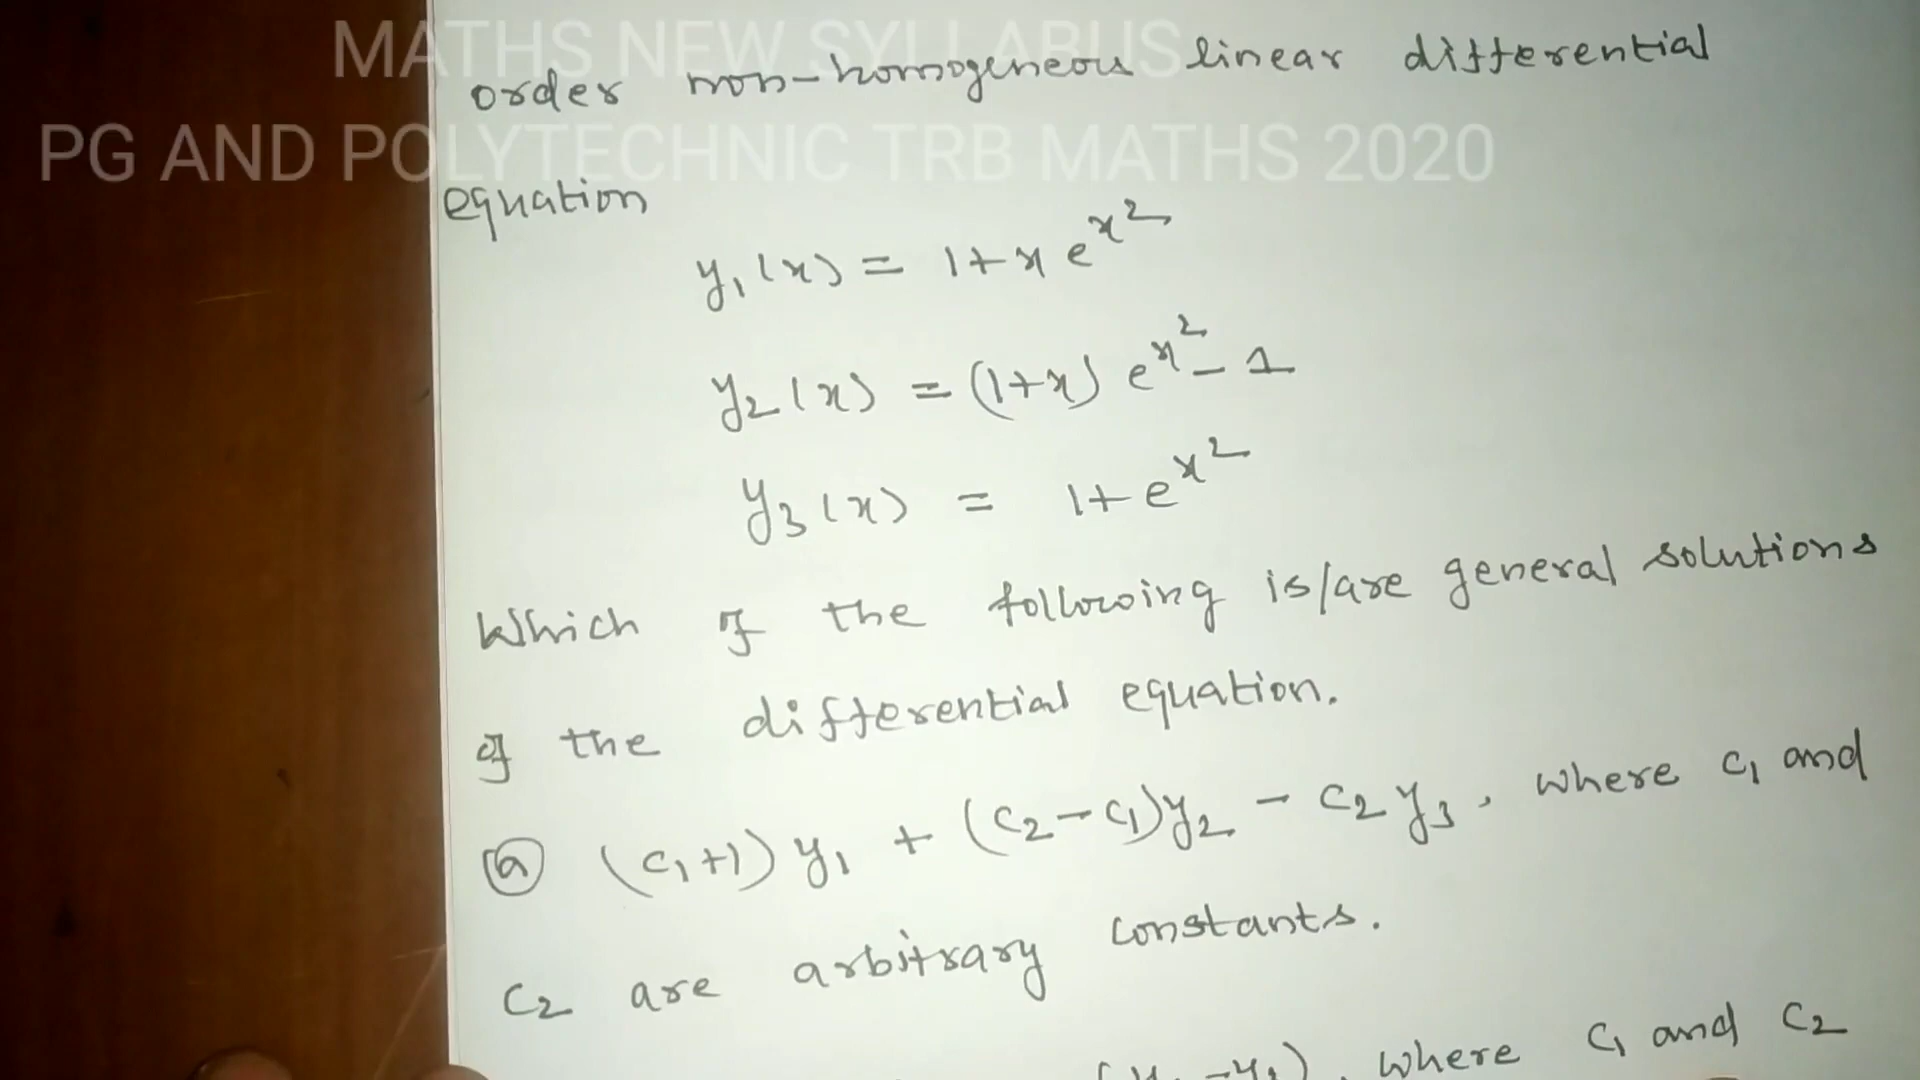 MATHS NEW SYLLABUS
order non-homogeneous linear differential
PG AND POLYTECHNIC TRB MATHS 2020
equation
y₁(x) = 1+x e^x²
y₂(x) = (1+x) e^x² - 1
y₃(x) = 1+e^x²
Which of the following is/are general solutions
of the differential equation.
(a) (c₁+1) y₁ + (c₂-c₁)y₂ - c₂y₃, where c₁ and
c₂ are arbitrary constants.
where c₁ and c₂